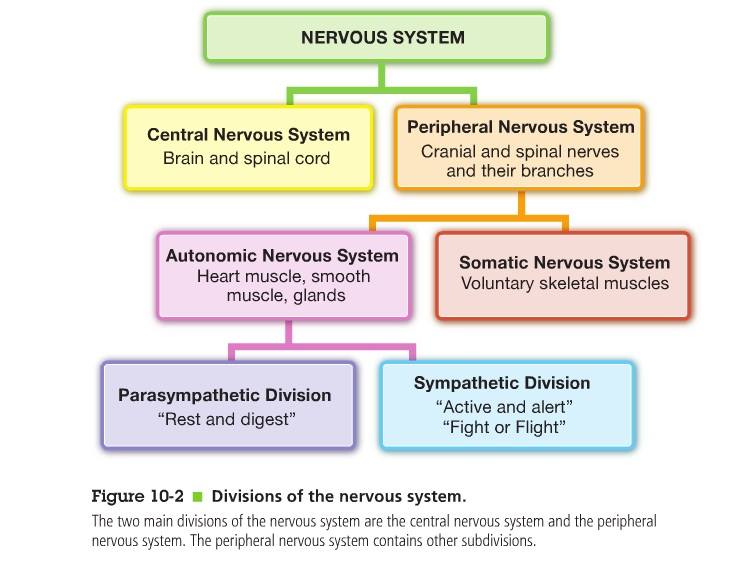 NERVOUS SYSTEM
Central Nervous System
Brain and spinal cord
Peripheral Nervous System
Cranial and spinal nerves
and their branches
Autonomic Nervous System
Heart muscle, smooth
muscle, glands
Somatic Nervous System
Voluntary skeletal muscles
Parasympathetic Division
“Rest and digest”
Sympathetic Division
“Active and alert”
“Fight or Flight”
Figure 10-2 ■ Divisions of the nervous system.
The two main divisions of the nervous system are the central nervous system and the peripheral
nervous system. The peripheral nervous system contains other subdivisions.